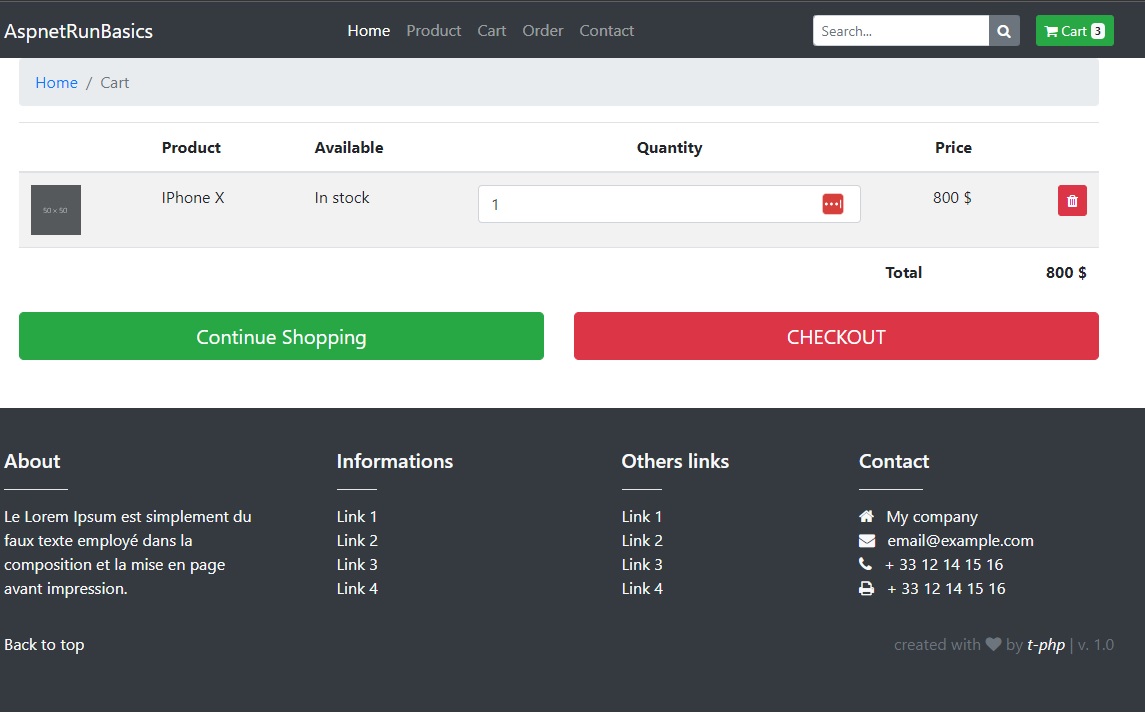 AspnetRunBasics Home Product Cart Order Contact Search... Cart 3
Home / Cart
Product Available Quantity Price
50 x 50 IPhone X In stock 1 800 $
Total 800 $
Continue Shopping CHECKOUT
About
Le Lorem Ipsum est simplement du
faux texte employé dans la
composition et la mise en page
avant impression.
Informations
Link 1
Link 2
Link 3
Link 4
Others links
Link 1
Link 2
Link 3
Link 4
Contact
My company
email@example.com
+ 33 12 14 15 16
+ 33 12 14 15 16
Back to top created with by t-php | v. 1.0